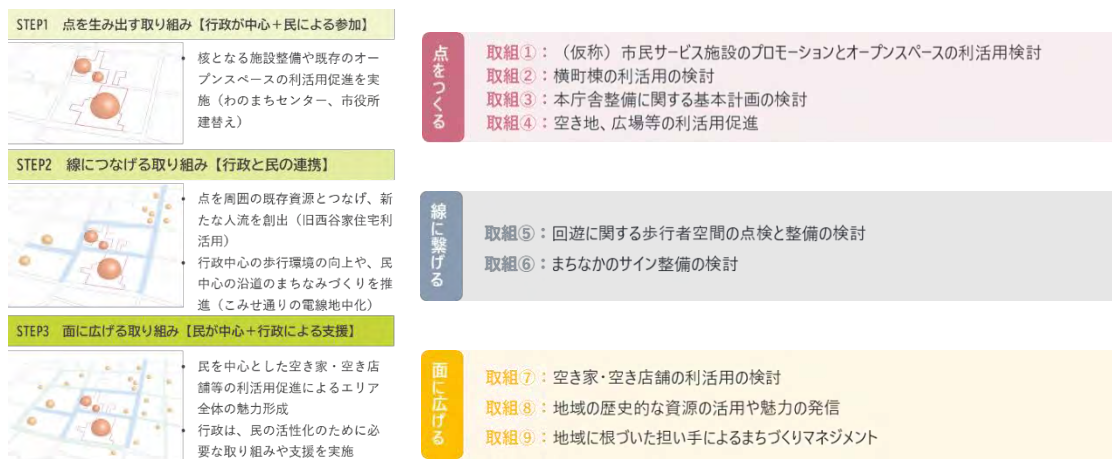 STEP1 点を生み出す取り組み【行政が中心+民による参加】
・ 核となる施設整備や既存のオー
プンスペースの利活用促進を実
施(わのまちセンター、市役所
建替え)
点をつくる
取組①:(仮称)市民サービス施設のプロモーションとオープンスペースの利活用検討
取組②:横町棟の利活用の検討
取組③:本庁舎整備に関する基本計画の検討
取組④:空き地、広場等の利活用促進
STEP2 線につなげる取り組み【行政と民の連携】
・ 点を周囲の既存資源とつなげ、新
たな人流を創出(旧西谷家住宅利
活用)
・ 行政中心の歩行環境の向上や、民
中心の沿道のまちなみづくりを推
進(こみせ通りの電線地中化)
線に繋げる
取組⑤:回遊に関する歩行者空間の点検と整備の検討
取組⑥:まちなかのサイン整備の検討
STEP3 面に広げる取り組み【民が中心+行政による支援】
・ 民を中心とした空き家・空き店
舗等の利活用促進によるエリア
全体の魅力形成
・ 行政は、民の活性化のために必
要な取り組みや支援を実施
面に広げる
取組⑦:空き家・空き店舗の利活用の検討
取組⑧:地域の歴史的な資源の活用や魅力の発信
取組⑨:地域に根づいた担い手によるまちづくりマネジメント